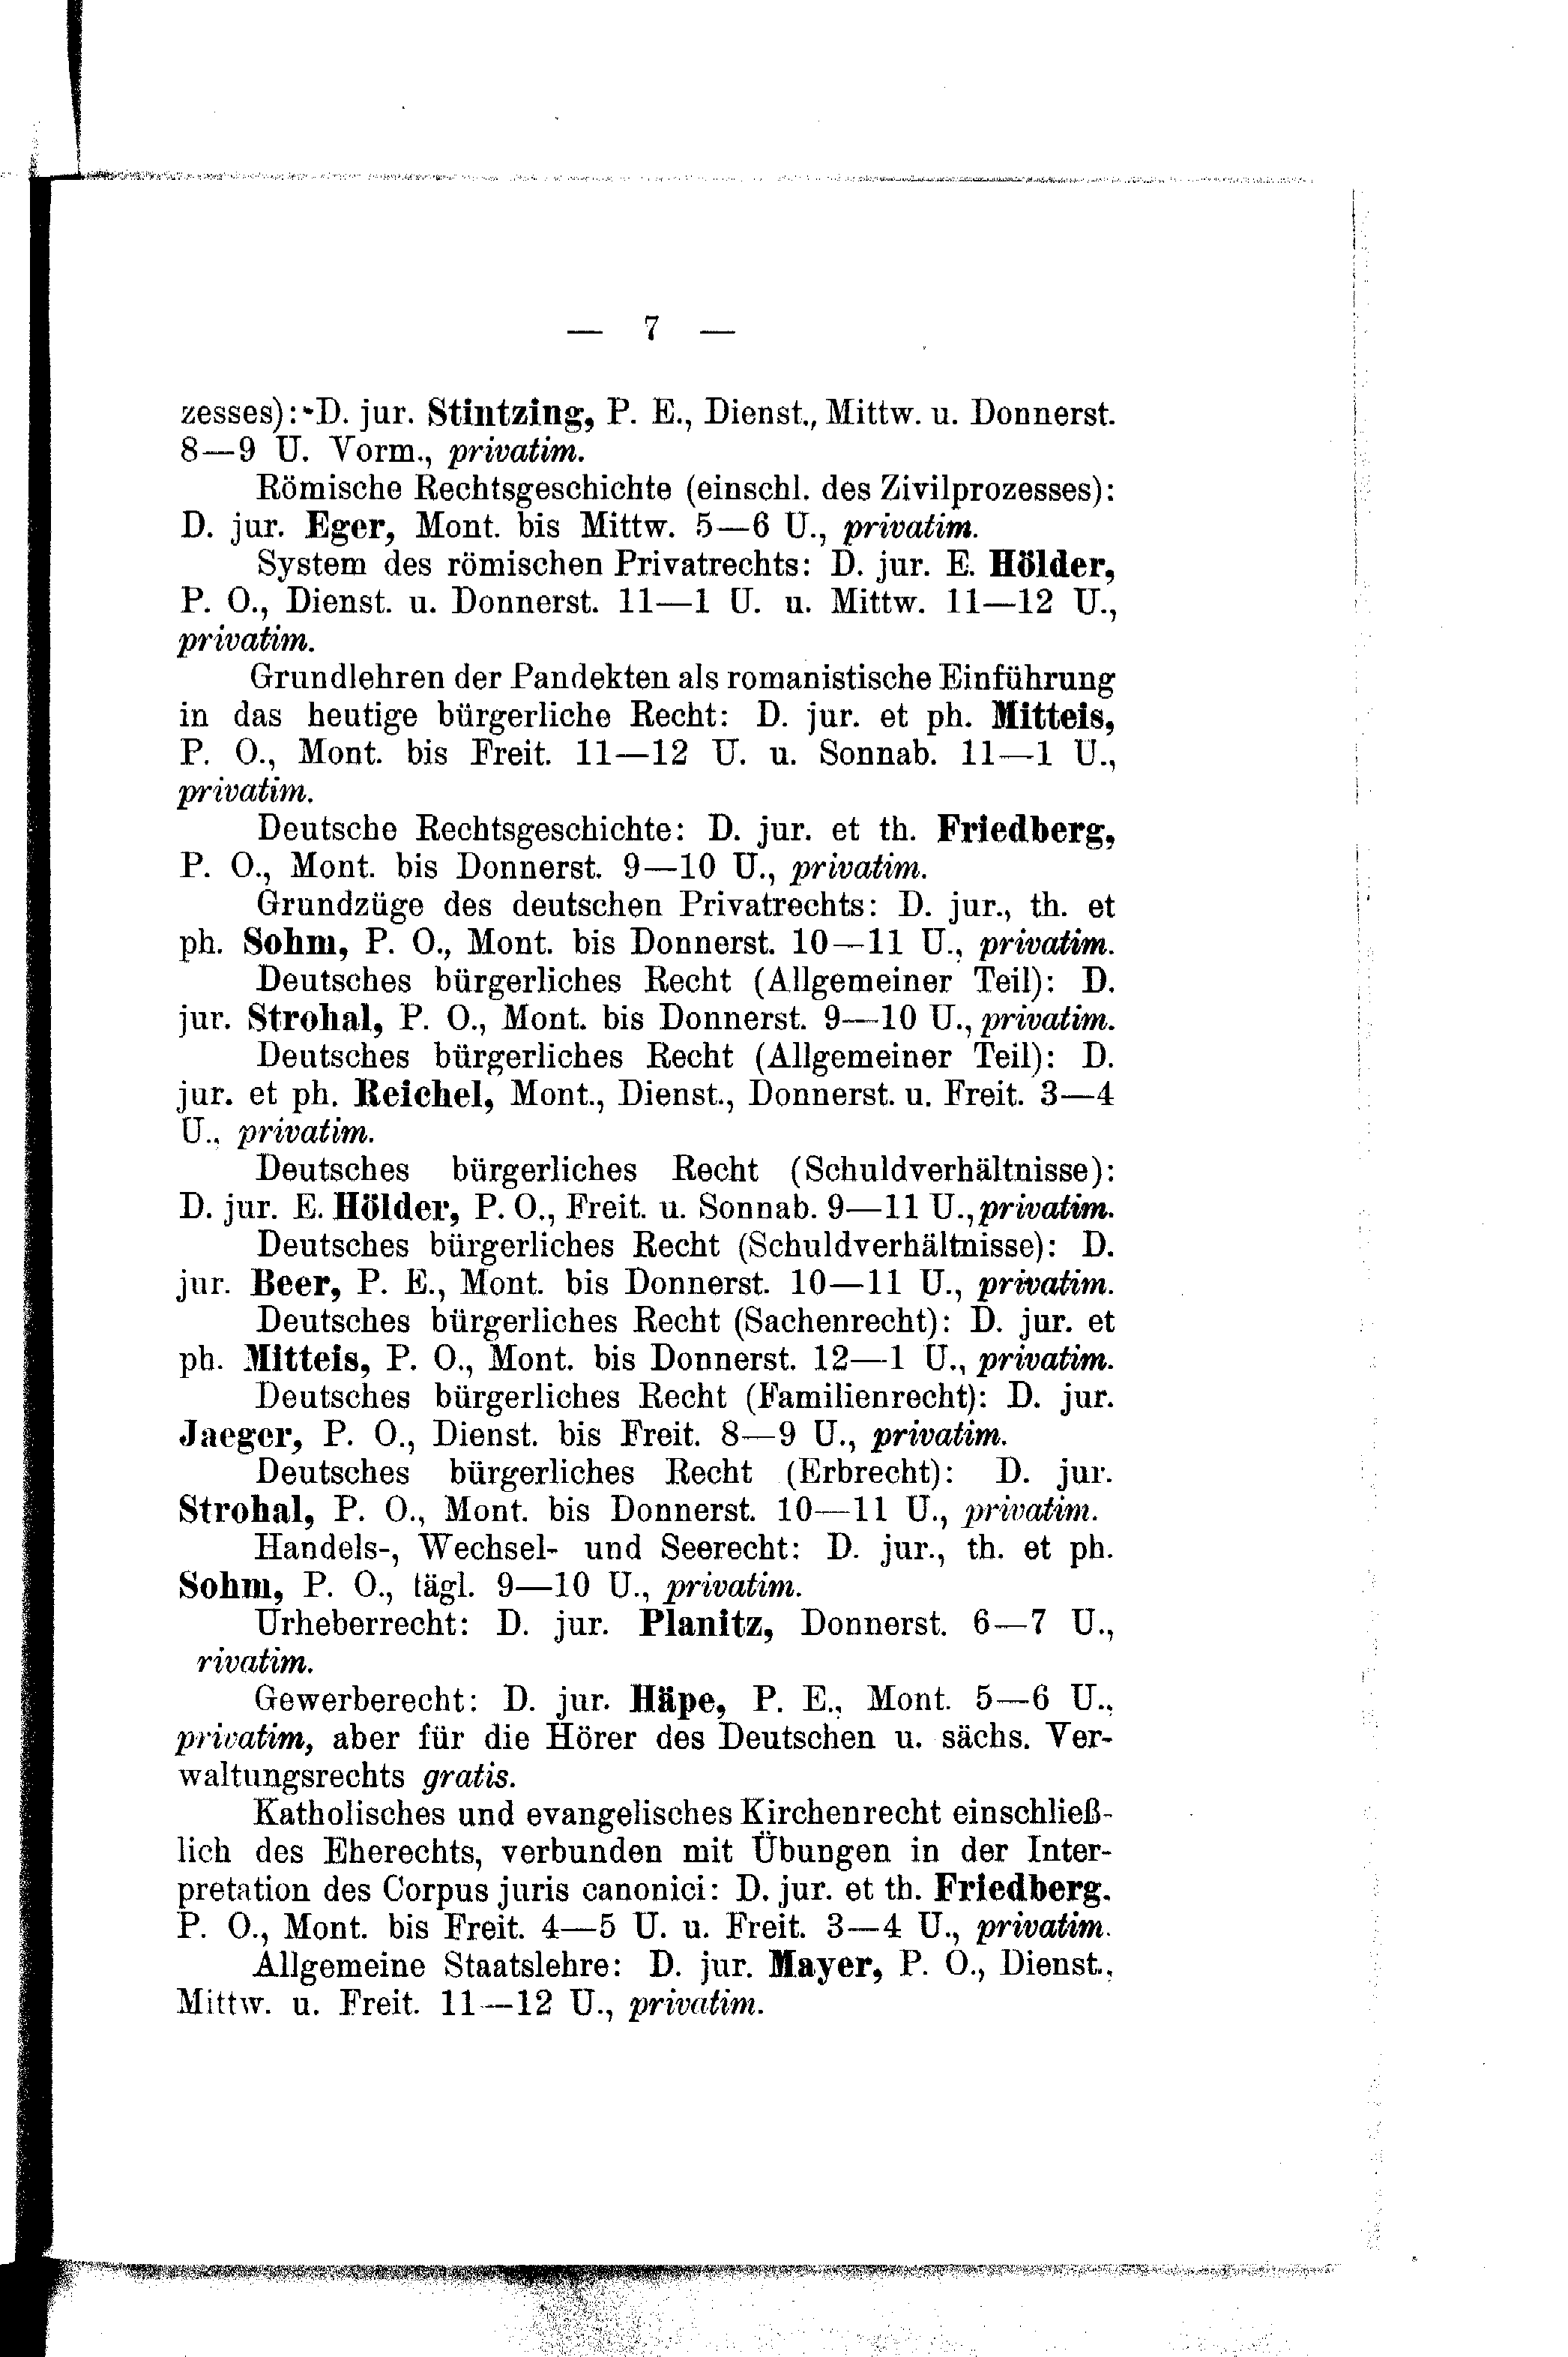 — 7 —
zesses): D. jur. Stintzing, P. E., Dienst., Mittw. u. Donnerst.
8—9 U. Vorm., privatim.
Römische Rechtsgeschichte (einschl. des Zivilprozesses):
D. jur. Eger, Mont. bis Mittw. 5—6 U., privatim.
System des römischen Privatrechts: D. jur. E. Hölder,
P. O., Dienst. u. Donnerst. 11—1 U. u. Mittw. 11—12 U.,
privatim.
Grundlehren der Pandekten als romanistische Einführung
in das heutige bürgerliche Recht: D. jur. et ph. Mitteis,
P. O., Mont. bis Freit. 11—12 U. u. Sonnab. 11—1 U.,
privatim.
Deutsche Rechtsgeschichte: D. jur. et th. Friedberg,
P. O., Mont. bis Donnerst. 9—10 U., privatim.
Grundzüge des deutschen Privatrechts: D. jur., th. et
ph. Sohm, P. O., Mont. bis Donnerst. 10—11 U., privatim.
Deutsches bürgerliches Recht (Allgemeiner Teil): D.
jur. Strohal, P. O., Mont. bis Donnerst. 9—10 U., privatim.
Deutsches bürgerliches Recht (Allgemeiner Teil): D.
jur. et ph. Reichel, Mont., Dienst., Donnerst. u. Freit. 3—4
U., privatim.
Deutsches bürgerliches Recht (Schuldverhältnisse):
D. jur. E. Hölder, P. O., Freit. u. Sonnab. 9—11 U., privatim.
Deutsches bürgerliches Recht (Schuldverhältnisse): D.
jur. Beer, P. E., Mont. bis Donnerst. 10—11 U., privatim.
Deutsches bürgerliches Recht (Sachenrecht): D. jur. et
ph. Mitteis, P. O., Mont. bis Donnerst. 12—1 U., privatim.
Deutsches bürgerliches Recht (Familienrecht): D. jur.
Jaeger, P. O., Dienst. bis Freit. 8—9 U., privatim.
Deutsches bürgerliches Recht (Erbrecht): D. jur.
Strohal, P. O., Mont. bis Donnerst. 10—11 U., privatim.
Handels-, Wechsel- und Seerecht: D. jur., th. et ph.
Sohm, P. O., tägl. 9—10 U., privatim.
Urheberrecht: D. jur. Planitz, Donnerst. 6—7 U.,
rivatim.
Gewerberecht: D. jur. Häpe, P. E., Mont. 5—6 U.,
privatim, aber für die Hörer des Deutschen u. sächs. Ver-
waltungsrechts gratis.
Katholisches und evangelisches Kirchenrecht einschließ-
lich des Eherechts, verbunden mit Übungen in der Inter-
pretation des Corpus juris canonici: D. jur. et th. Friedberg.
P. O., Mont. bis Freit. 4—5 U. u. Freit. 3—4 U., privatim.
Allgemeine Staatslehre: D. jur. Mayer, P. O., Dienst.,
Mittw. u. Freit. 11—12 U., privatim.